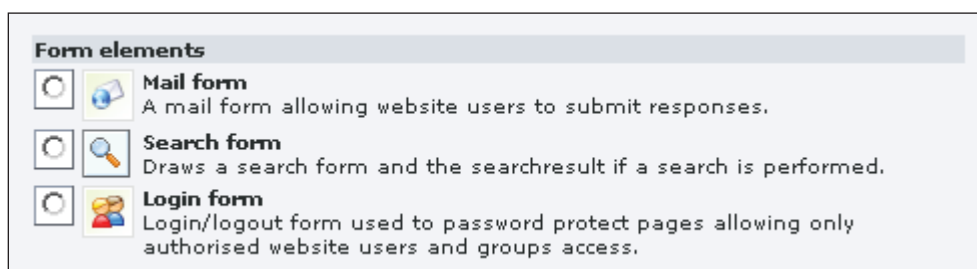 Form elements
Mail form
A mail form allowing website users to submit responses.
Search form
Draws a search form and the searchresult if a search is performed.
Login form
Login/logout form used to password protect pages allowing only
authorised website users and groups access.